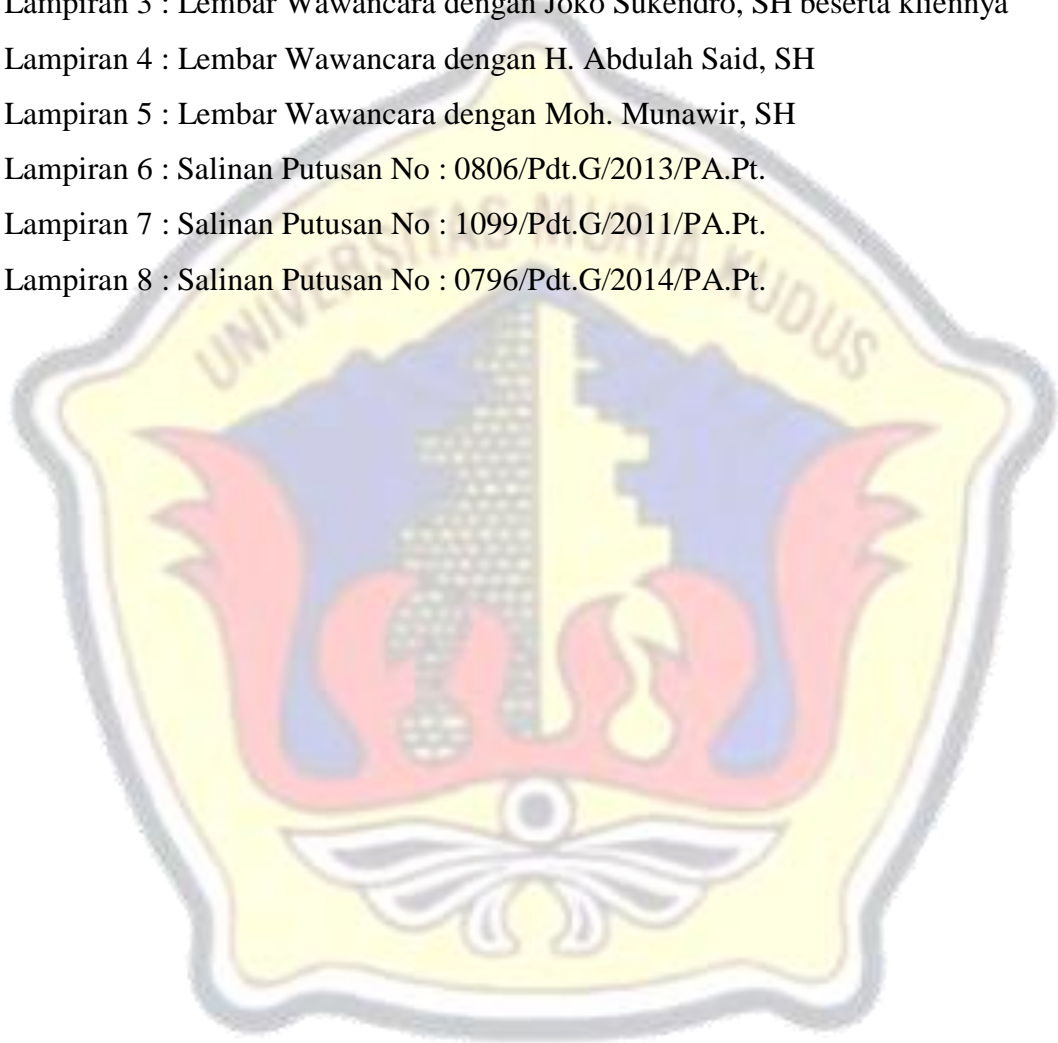 Lampiran 3 : Lembar Wawancara dengan Joko Sukendro, SH beserta kliennya
Lampiran 4 : Lembar Wawancara dengan H. Abdulah Said, SH
Lampiran 5 : Lembar Wawancara dengan Moh. Munawir, SH
Lampiran 6 : Salinan Putusan No : 0806/Pdt.G/2013/PA.Pt.
Lampiran 7 : Salinan Putusan No : 1099/Pdt.G/2011/PA.Pt.
Lampiran 8 : Salinan Putusan No : 0796/Pdt.G/2014/PA.Pt.
UNIVERSITAS MURIA KUDUS